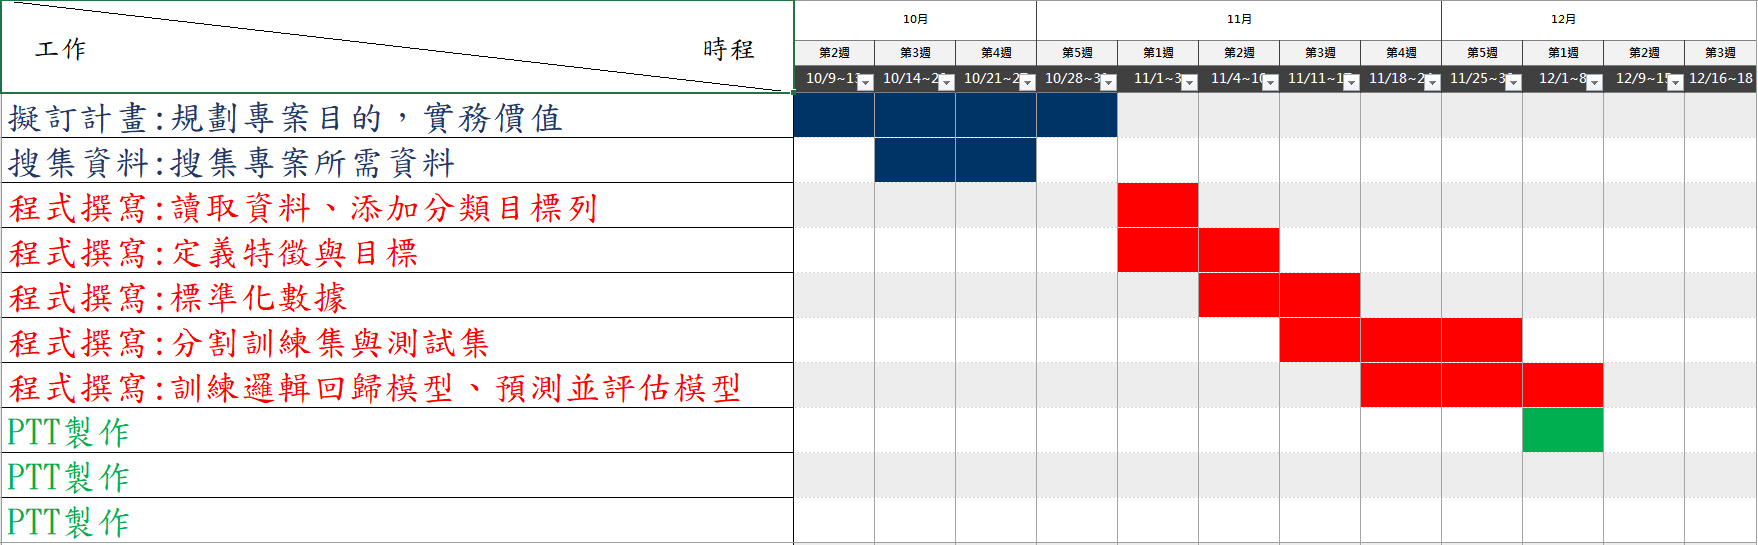 工作 時程
10月 11月 12月
第2週 第3週 第4週 第5週 第1週 第2週 第3週 第4週 第5週 第1週 第2週 第3週
10/9~13 10/14~2 10/21~2 10/28~3 11/1~3 11/4~10 11/11~1 11/18~2 11/25~3 12/1~8 12/9~15 12/16~18
擬訂計畫:規劃專案目的，實務價值
搜集資料:搜集專案所需資料
程式撰寫:讀取資料、添加分類目標列
程式撰寫:定義特徵與目標
程式撰寫:標準化數據
程式撰寫:分割訓練集與測試集
程式撰寫:訓練邏輯回歸模型、預測並評估模型
PTT製作
PTT製作
PTT製作